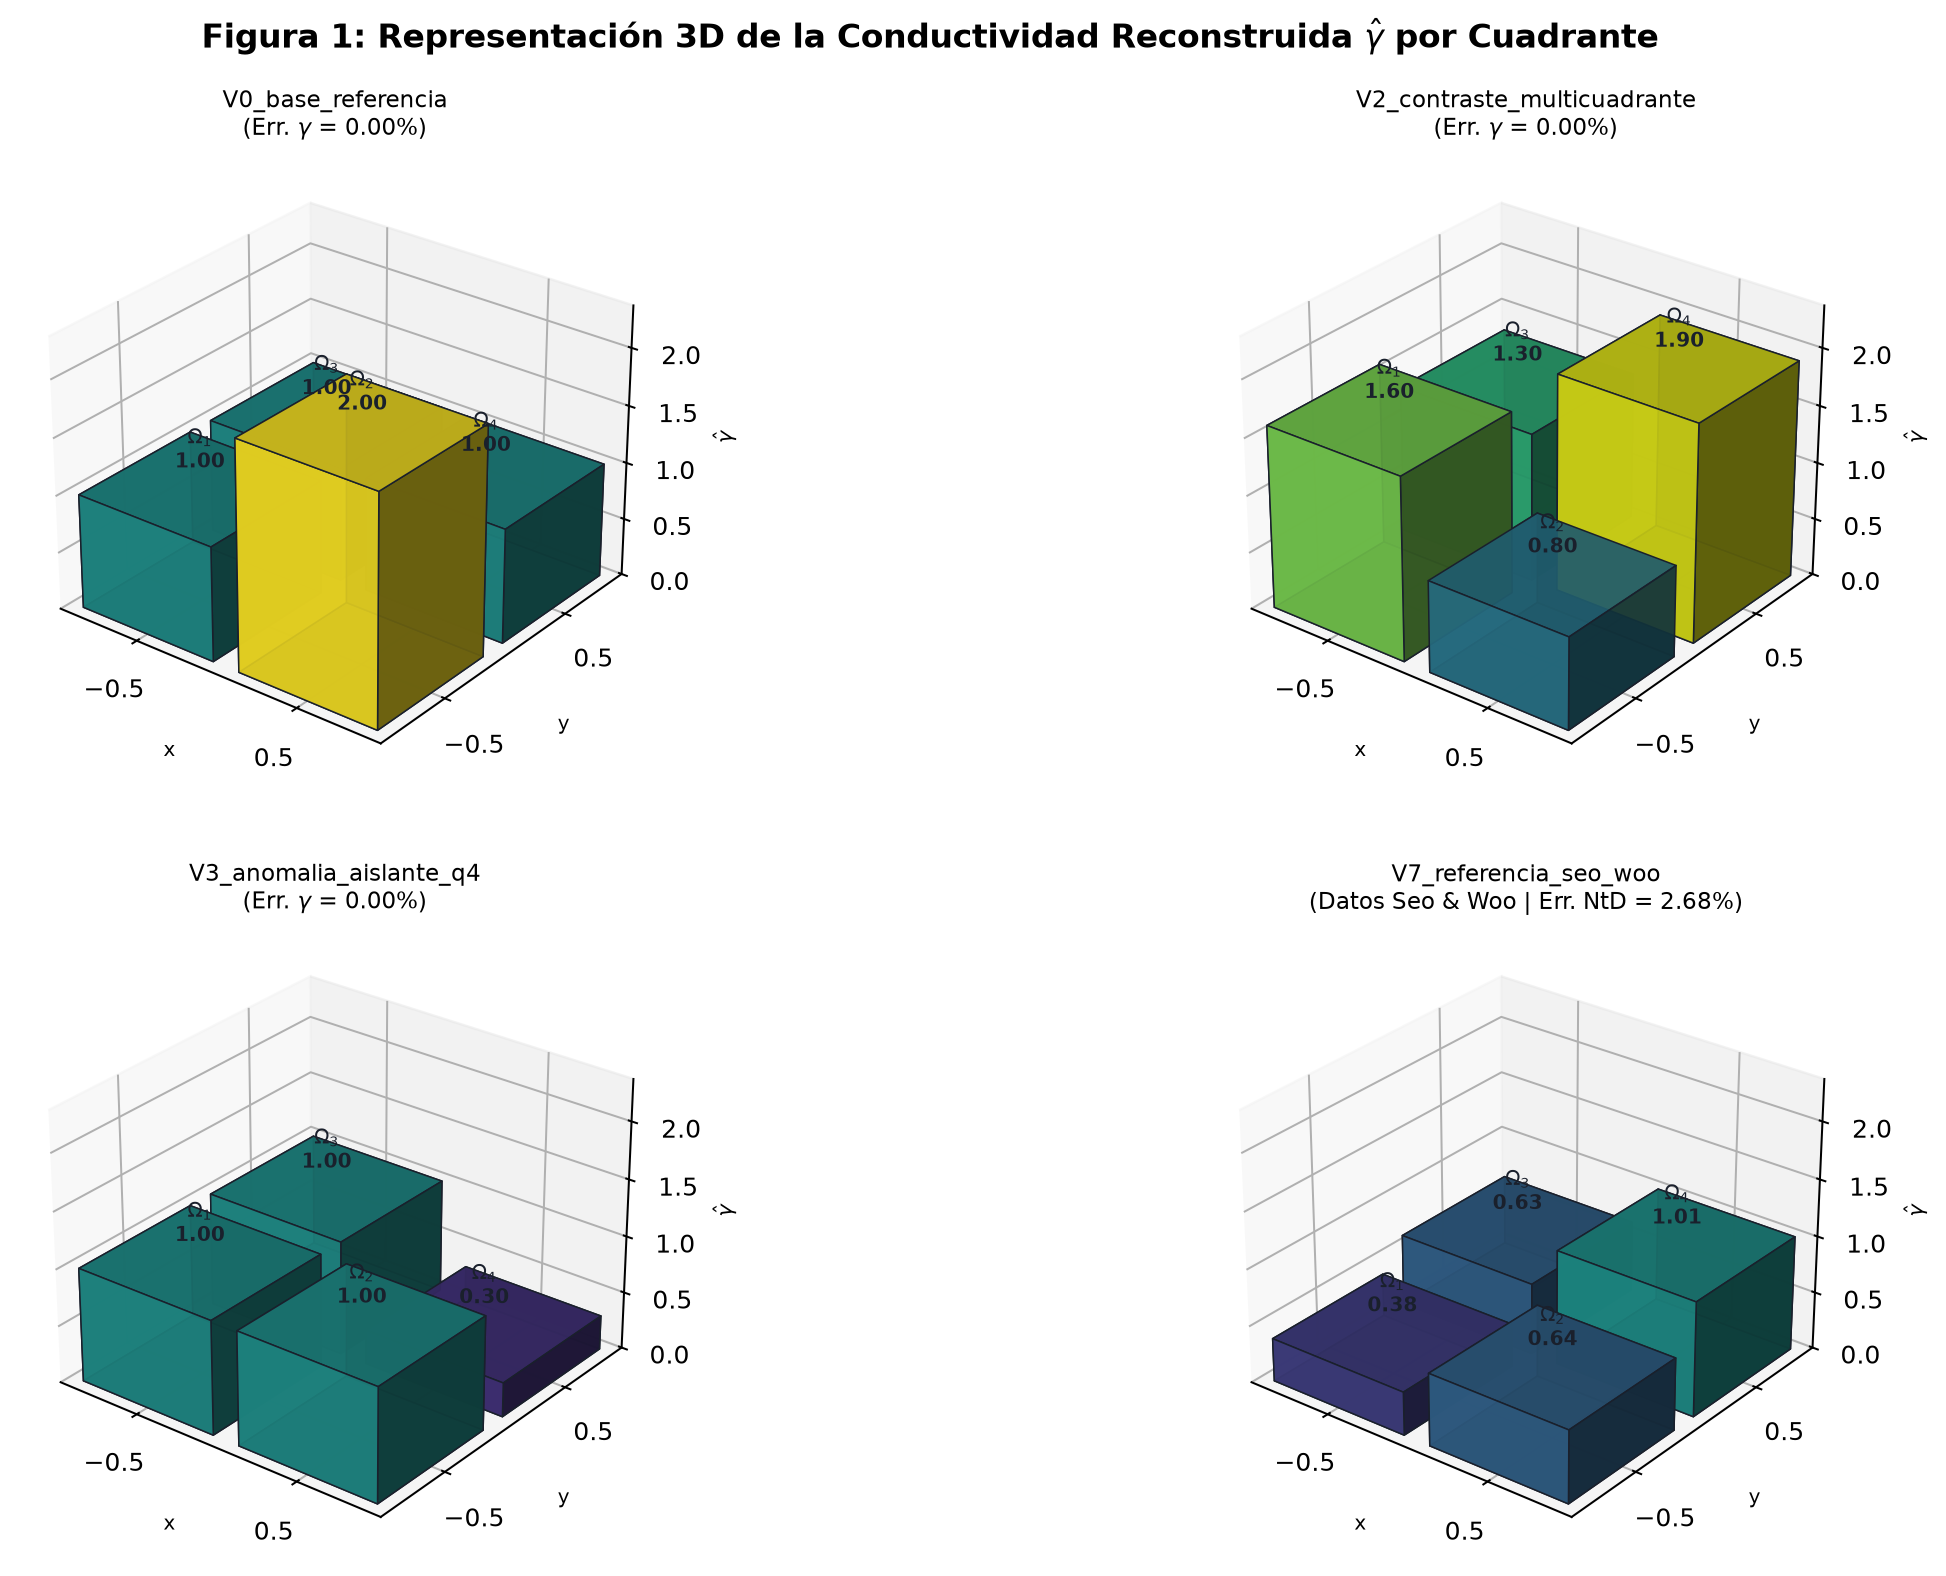 Figura 1: Representación 3D de la Conductividad Reconstruida γ̂ por Cuadrante
V0_base_referencia
(Err. γ = 0.00%)
Ω₃
1.00
Ω₂
2.00
Ω₁
1.00
Ω₄
1.00
2.0
1.5
1.0
0.5
0.0
γ̂
−0.5
0.5
x
−0.5
0.5
y
V2_contraste_multicuadrante
(Err. γ = 0.00%)
Ω₃
1.30
Ω₄
1.90
Ω₁
1.60
Ω₂
0.80
2.0
1.5
1.0
0.5
0.0
γ̂
−0.5
0.5
x
−0.5
0.5
y
V3_anomalia_aislante_q4
(Err. γ = 0.00%)
Ω₃
1.00
Ω₁
1.00
Ω₂
1.00
Ω₄
0.30
2.0
1.5
1.0
0.5
0.0
γ̂
−0.5
0.5
x
−0.5
0.5
y
V7_referencia_seo_woo
(Datos Seo & Woo | Err. NtD = 2.68%)
Ω₃
0.63
Ω₄
1.01
Ω₁
0.38
Ω₂
0.64
2.0
1.5
1.0
0.5
0.0
γ̂
−0.5
0.5
x
−0.5
0.5
y